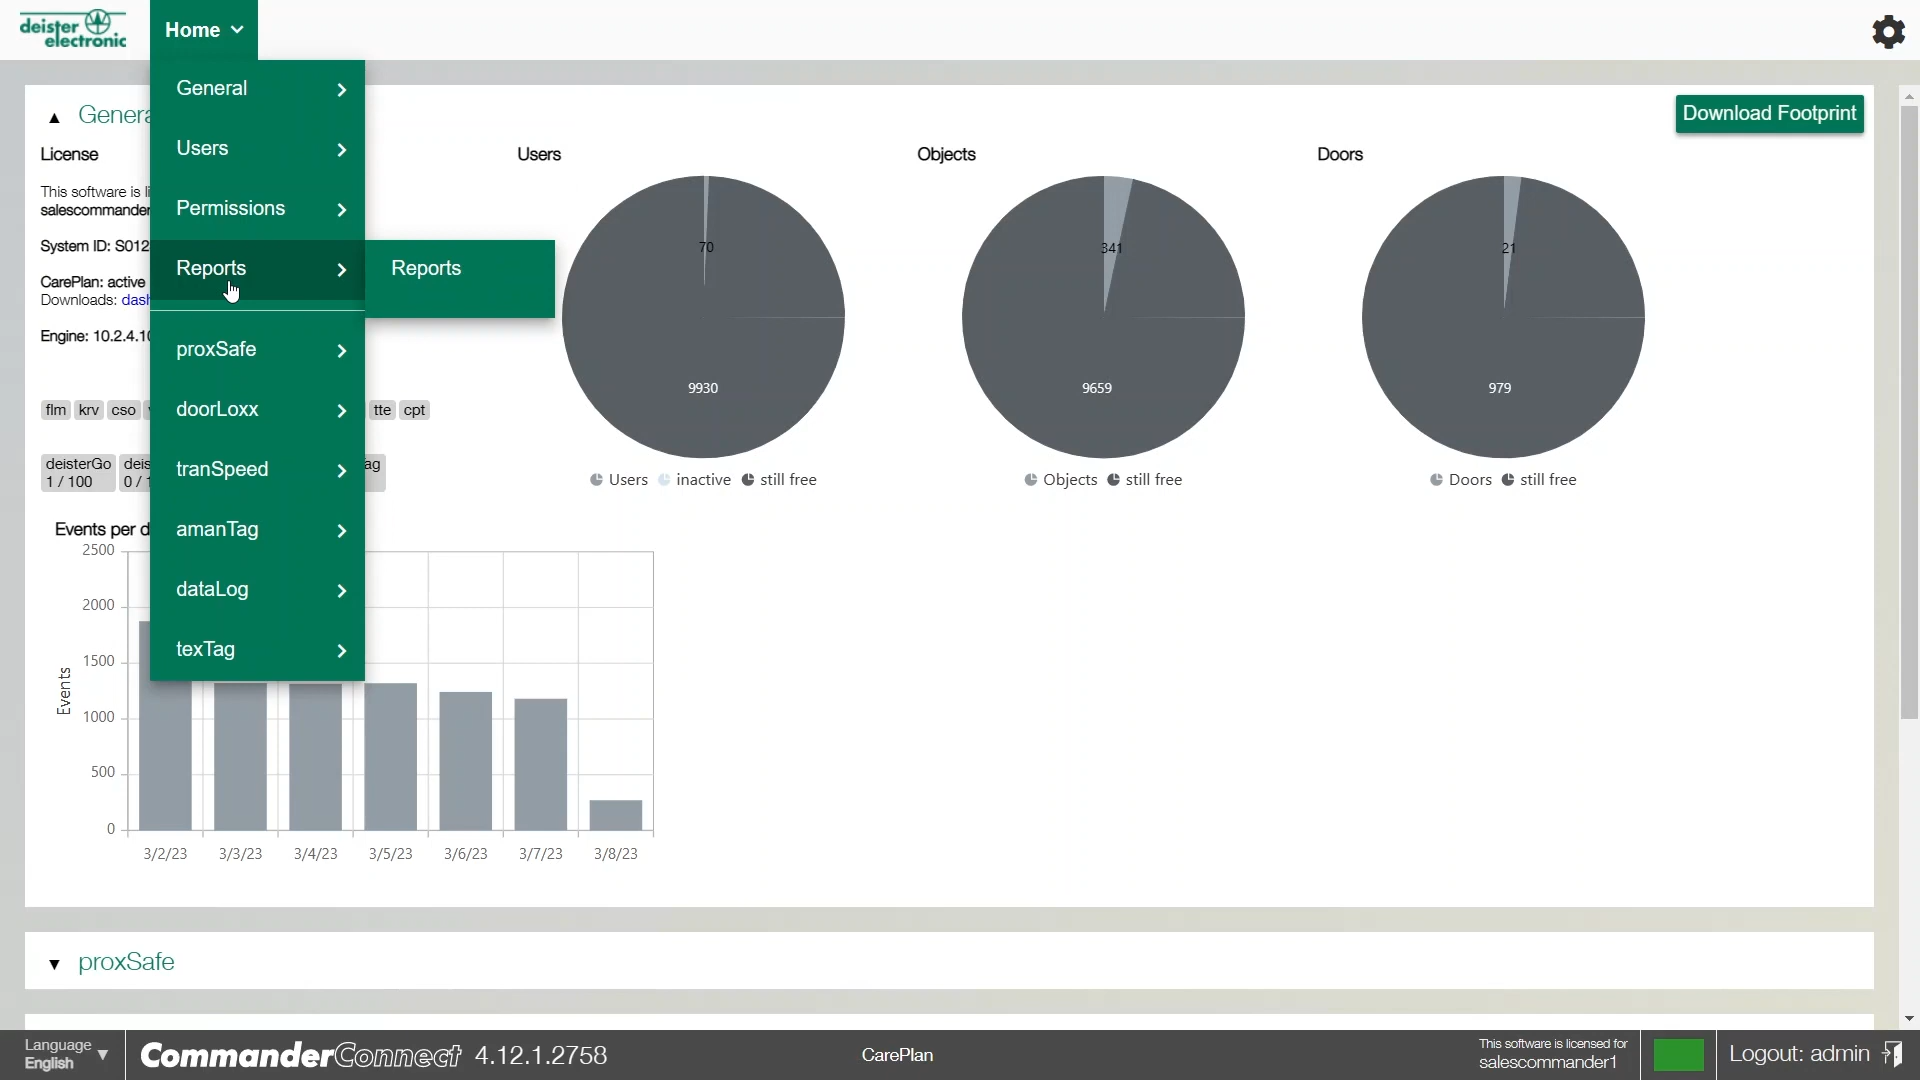 deister
electronic
Home
General
Users
Permissions
Reports
Reports
proxSafe
doorLoxx
tranSpeed
amanTag
dataLog
texTag
Download Footprint
License
This software is
salescommander
System ID: S012
CarePlan: active
Downloads:
Engine: 10.2.4.10
flm krv cso
tte cpt
deisterGo
1 / 100
Users
70
9930
Users inactive still free
Objects
341
9659
Objects still free
Doors
21
979
Doors still free
Events per
2500
2000
1500
1000
500
0
Events
3/2/23 3/3/23 3/4/23 3/5/23 3/6/23 3/7/23 3/8/23
proxSafe
Language
English
CommanderConnect 4.12.1.2758
CarePlan
This software is licensed for
salescommander1
Logout: admin